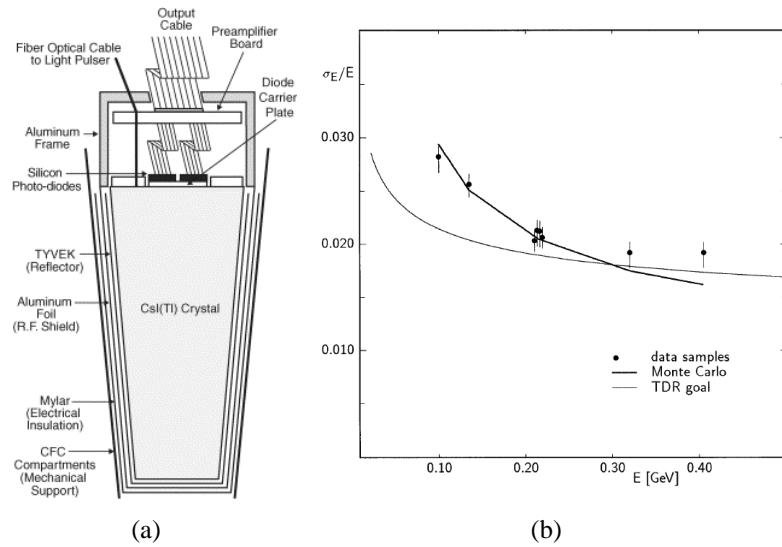 Output
Cable
Preamplifier
Board
Fiber Optical Cable
to Light Pulser
Diode
Carrier
Plate
Aluminum
Frame
Silicon
Photo-diodes
TYVEK
(Reflector)
Aluminum
Foil
(R.F. Shield)
CsI(Tl) Crystal
Mylar
(Electrical
Insulation)
CFC
Compartments
(Mechanical
Support)
(a)
σE/E
0.030
0.020
0.010
data samples
Monte Carlo
TDR goal
0.10
0.20
0.30
0.40
E [GeV]
(b)